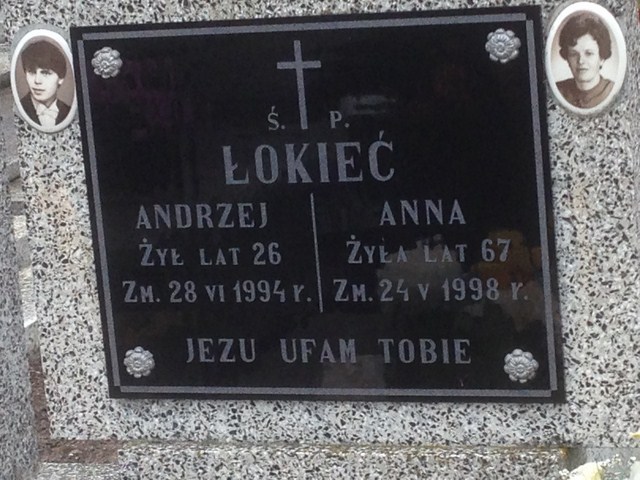 Ś. P.
ŁOKIEĆ
ANDRZEJ ANNA
ŻYŁ LAT 26 ŻYŁA LAT 67
ZM. 28 VI 1994 r. ZM. 24 V 1998 r.
JEZU UFAM TOBIE